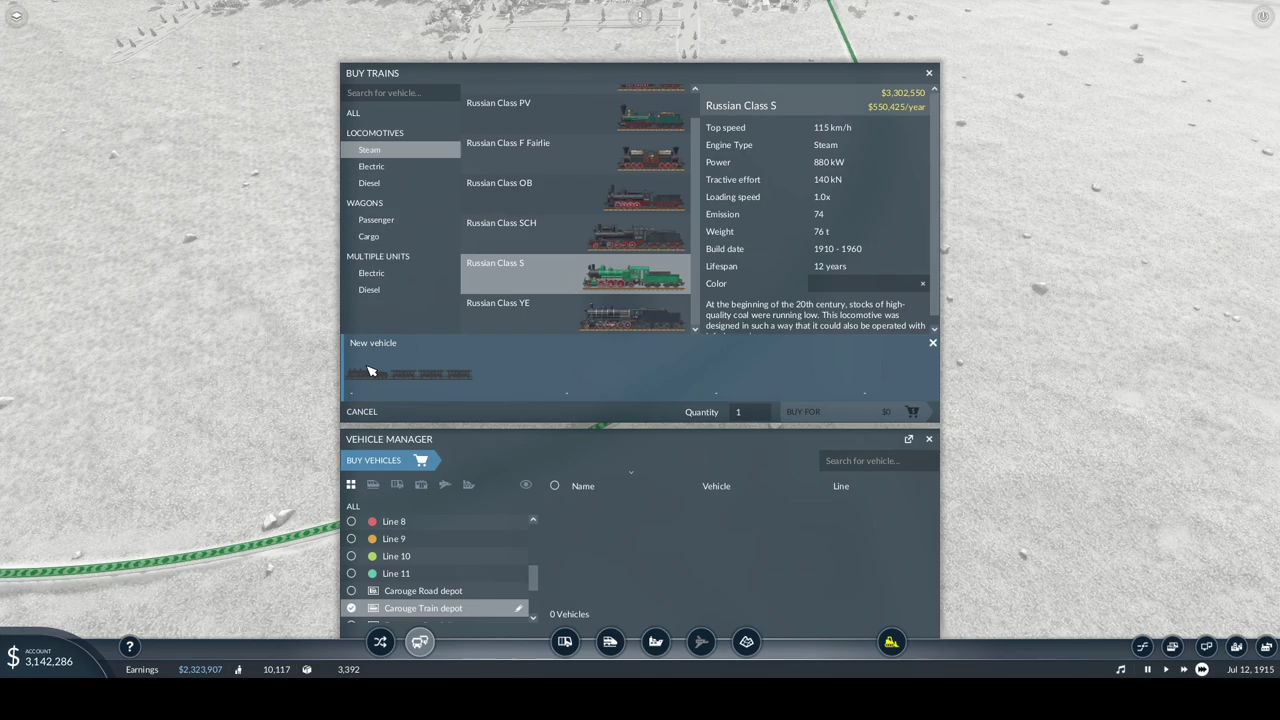 BUY TRAINS
Search for vehicle...
ALL
LOCOMOTIVES
Steam
Electric
Diesel
WAGONS
Passenger
Cargo
MULTIPLE UNITS
Electric
Diesel
Russian Class PV
Russian Class F Fairlie
Russian Class OB
Russian Class SCH
Russian Class S
Russian Class YE
$3,302,550
Russian Class S
$550,425/year
Top speed 115 km/h
Engine Type Steam
Power 880 kW
Tractive effort 140 kN
Loading speed 1.0x
Emission 74
Weight 76 t
Build date 1910 - 1960
Lifespan 12 years
Color
At the beginning of the 20th century, stocks of high-
quality coal were running low. This locomotive was
designed in such a way that it could also be operated with
New vehicle
- - - -
CANCEL
Quantity 1
BUY FOR $0
VEHICLE MANAGER
BUY VEHICLES
Search for vehicle...
Name Vehicle Line
ALL
Line 8
Line 9
Line 10
Line 11
Carouge Road depot
Carouge Train depot
0 Vehicles
$ ACCOUNT
3,142,286
?
Earnings $2,323,907 10,117 3,392
Jul 12, 1915